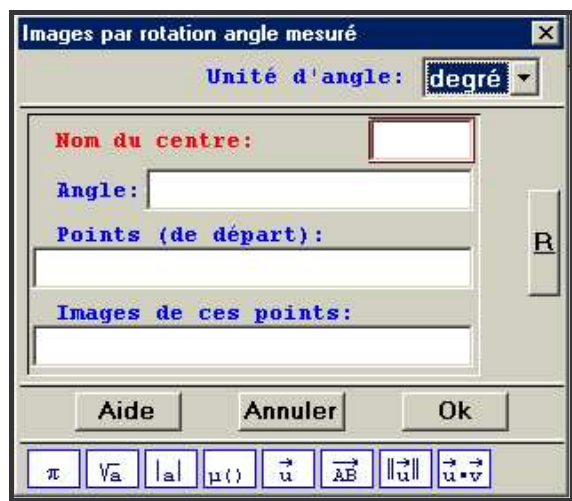 Images par rotation angle mesuré
Unité d'angle: degré
Nom du centre:
Angle:
Points (de départ):
R
Images de ces points:
Aide Annuler Ok
π √a |a| μ() u⃗ A͞B⃗ ‖u⃗‖ u⃗·v⃗